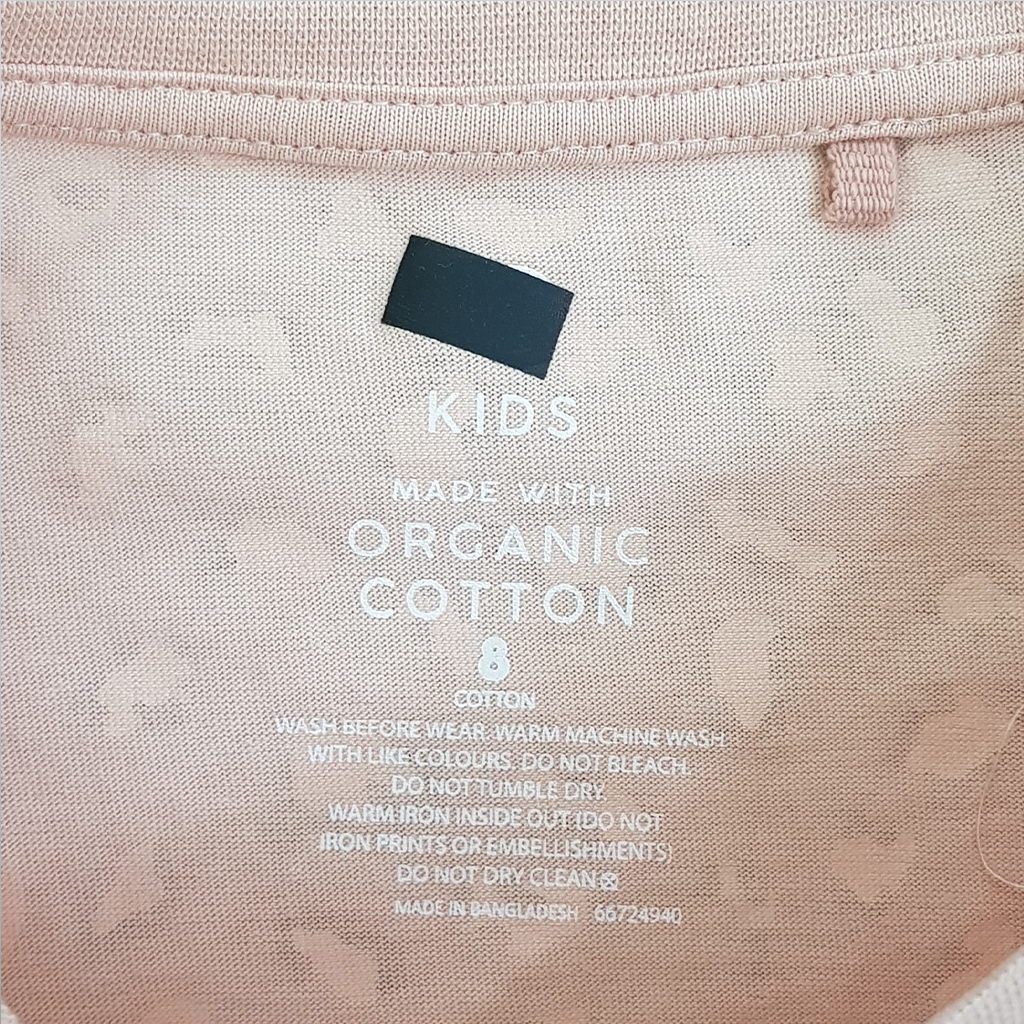 KIDS
MADE WITH
ORGANIC
COTTON
8
COTTON
WASH BEFORE WEAR. WARM MACHINE WASH
WITH LIKE COLOURS. DO NOT BLEACH.
DO NOT TUMBLE DRY.
WARM IRON INSIDE OUT (DO NOT
IRON PRINTS OR EMBELLISHMENTS)
DO NOT DRY CLEAN
MADE IN BANGLADESH 66724940